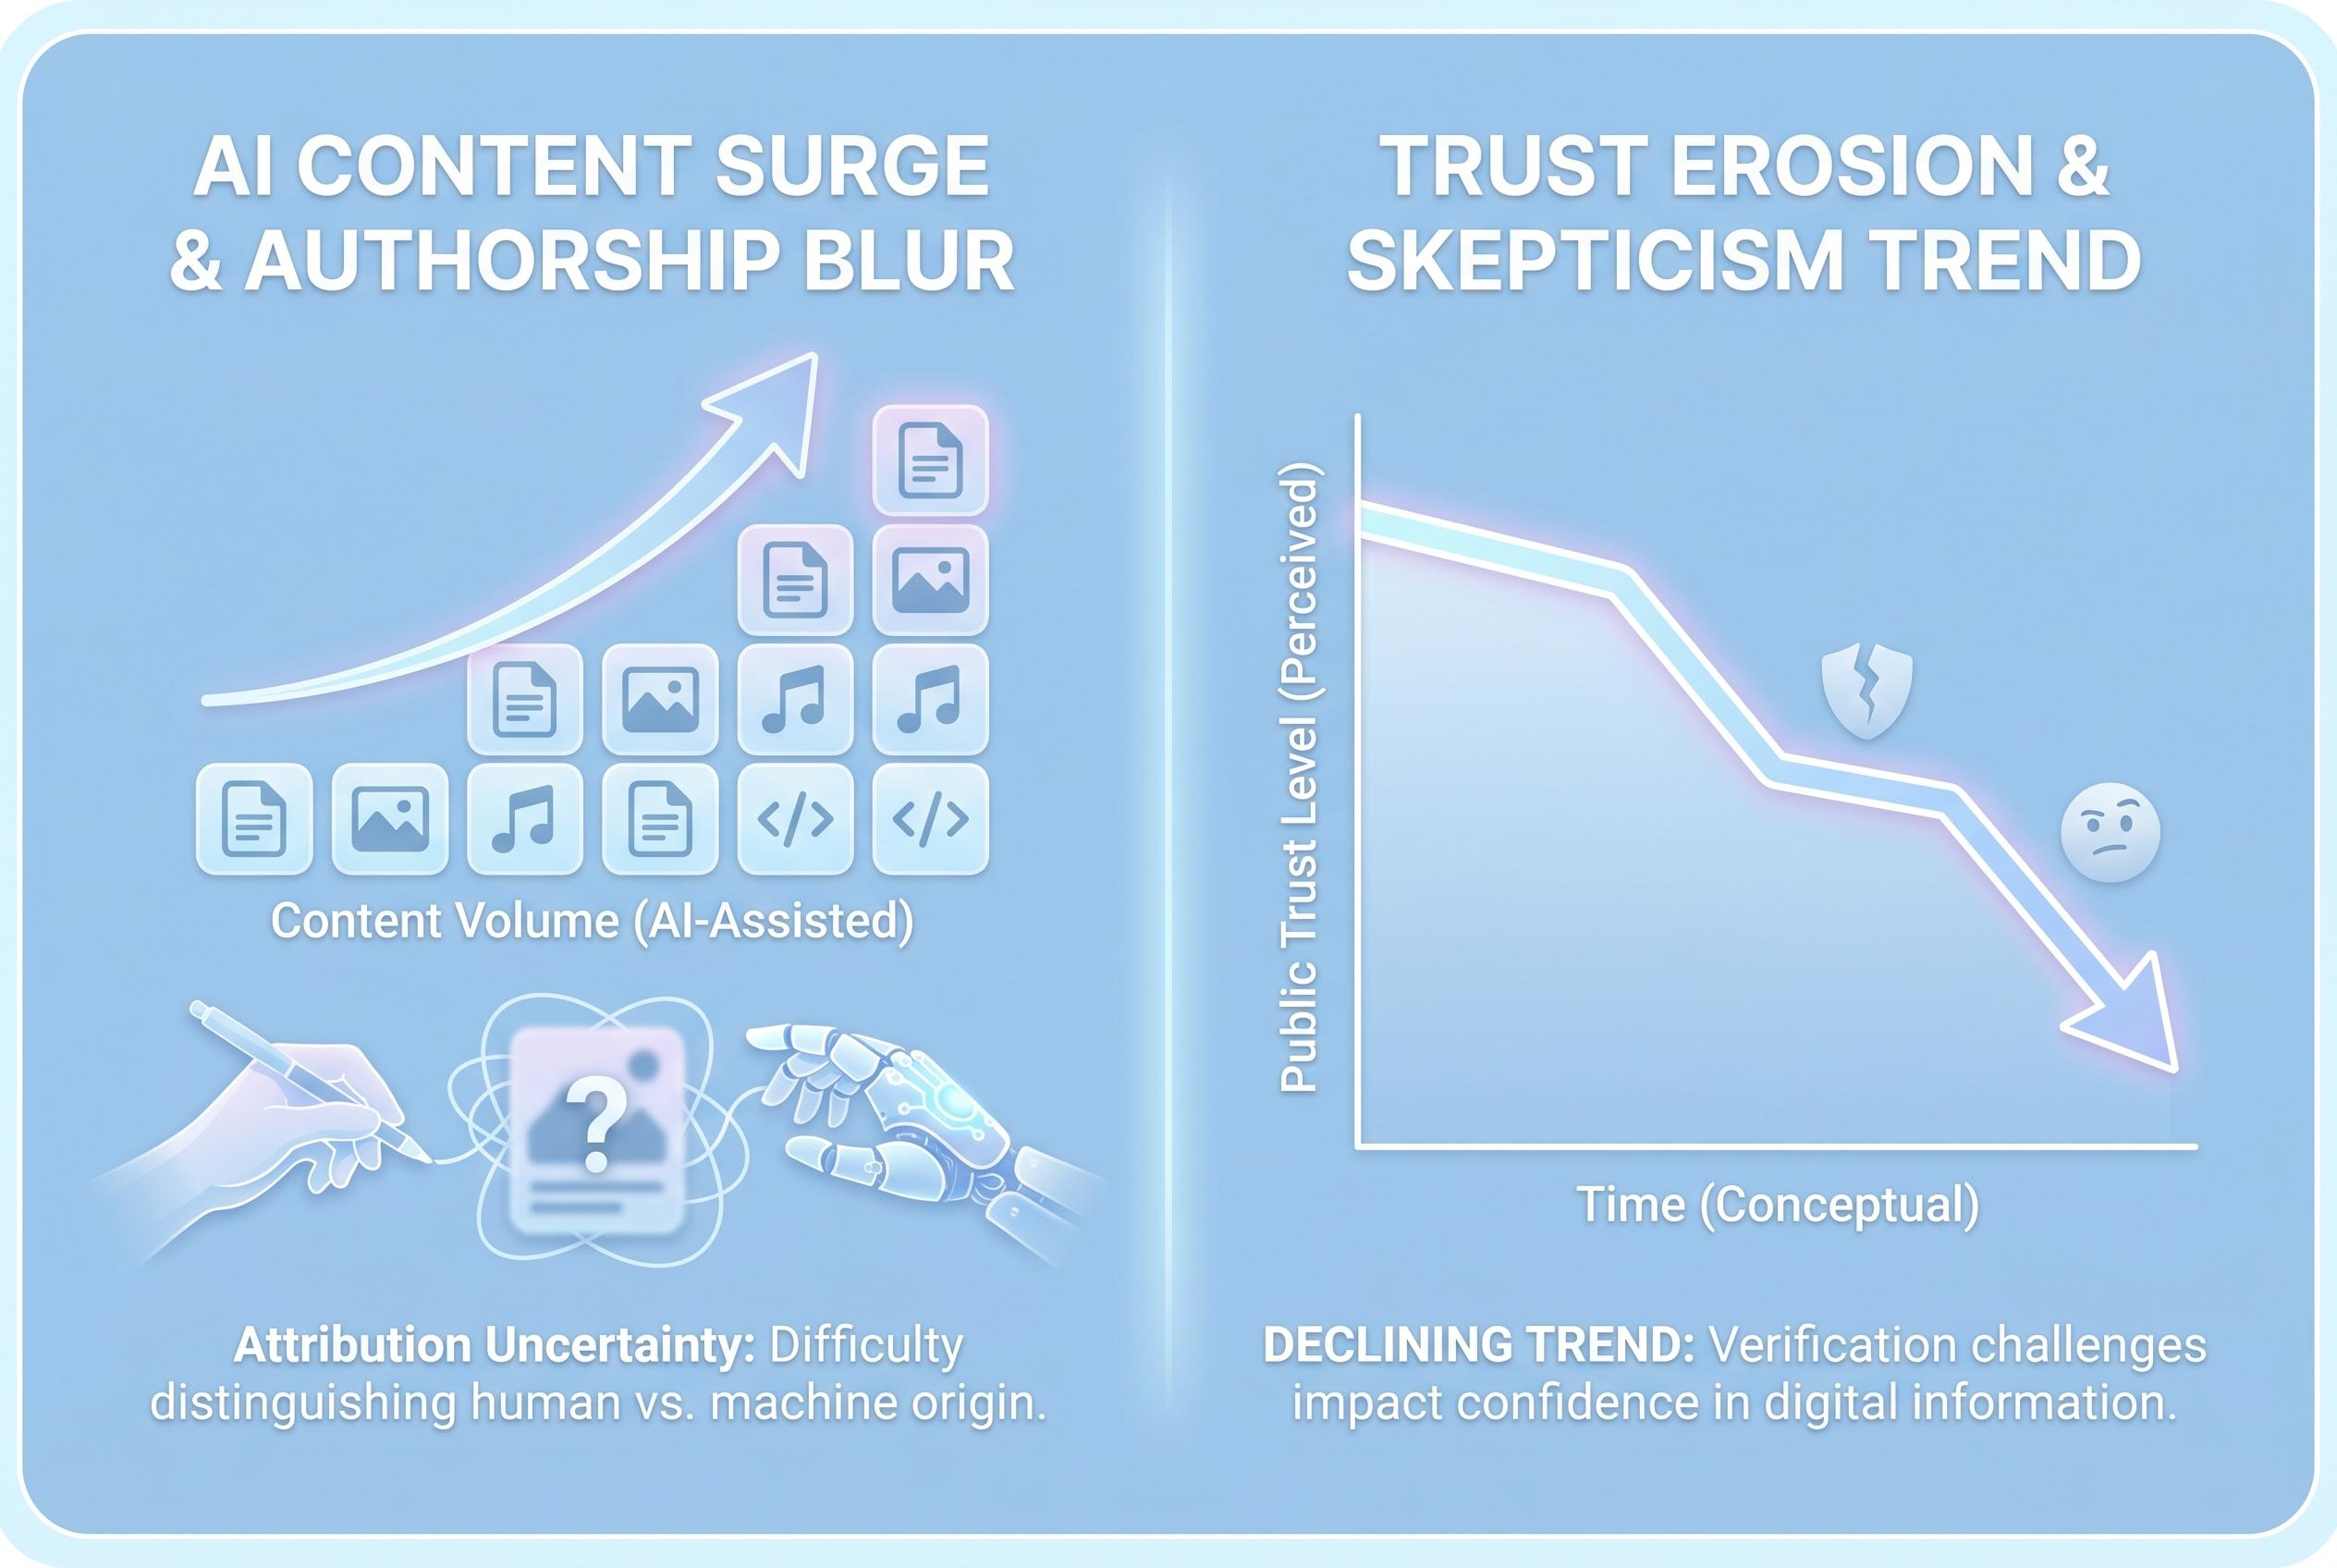 AI CONTENT SURGE
& AUTHORSHIP BLUR
Content Volume (AI-Assisted)
?
Attribution Uncertainty: Difficulty
distinguishing human vs. machine origin.
TRUST EROSION &
SKEPTICISM TREND
Public Trust Level (Perceived)
Time (Conceptual)
DECLINING TREND: Verification challenges
impact confidence in digital information.